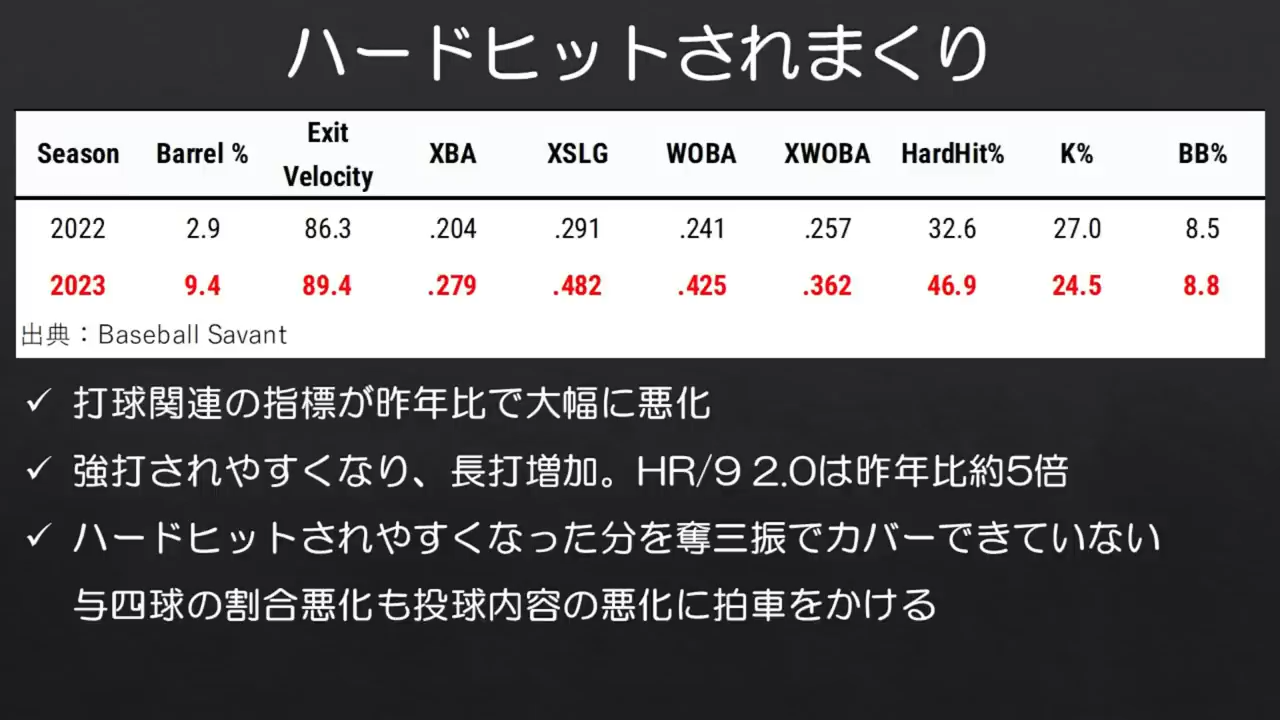 ハードヒットされまくり
Season Barrel % Exit Velocity XBA XSLG WOBA XWOBA HardHit% K% BB%
2022 2.9 86.3 .204 .291 .241 .257 32.6 27.0 8.5
2023 9.4 89.4 .279 .482 .425 .362 46.9 24.5 8.8
出典：Baseball Savant
✓ 打球関連の指標が昨年比で大幅に悪化
✓ 強打されやすくなり、長打増加。HR/9 2.0は昨年比約5倍
✓ ハードヒットされやすくなった分を奪三振でカバーできていない
与四球の割合悪化も投球内容の悪化に拍車をかける